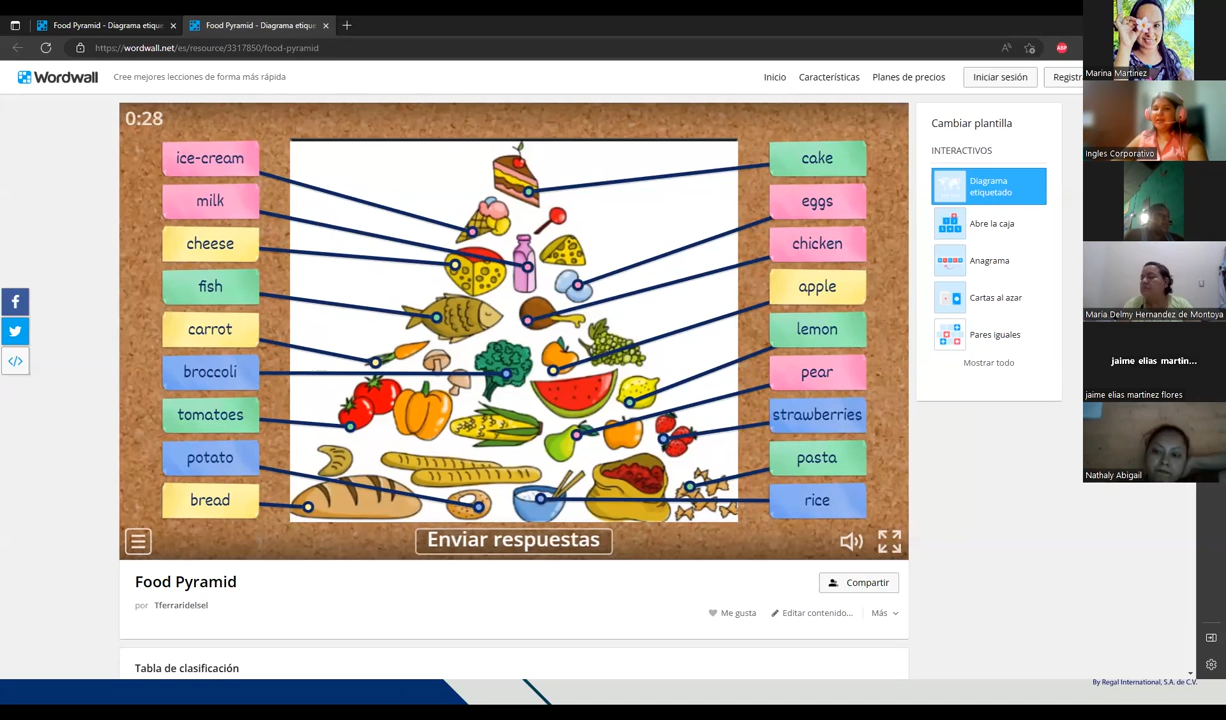 Food Pyramid - Diagrama etique...
Food Pyramid - Diagrama etique...
https://wordwall.net/es/resource/3317850/food-pyramid
ABP
Wordwall
Cree mejores lecciones de forma más rápida
Inicio
Características
Planes de precios
Iniciar sesión
0:28
ice-cream
milk
cheese
fish
carrot
broccoli
tomatoes
potato
bread
cake
eggs
chicken
apple
lemon
pear
strawberries
pasta
rice
Enviar respuestas
Cambiar plantilla
INTERACTIVOS
Diagrama
etiquetado
Abre la caja
Anagrama
Cartas al azar
Pares iguales
Mostrar todo
Food Pyramid
por Tferraridelsel
Compartir
Me gusta
Editar contenido...
Más
Tabla de clasificación
Marina Martinez
Ingles Corporativo
Maria Delmy Hernandez de Montoya
jaime elias martin...
jaime elias martinez flores
Nathaly Abigail
By Regal International, S.A. de C.V.